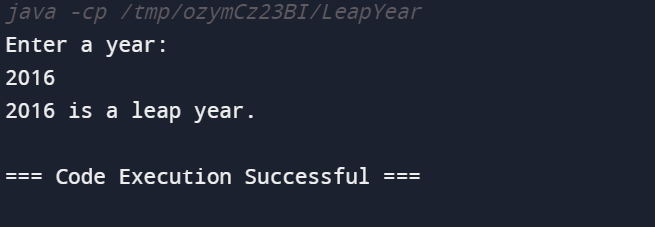 java -cp /tmp/ozymCz23BI/LeapYear
Enter a year:
2016
2016 is a leap year.
=== Code Execution Successful ===